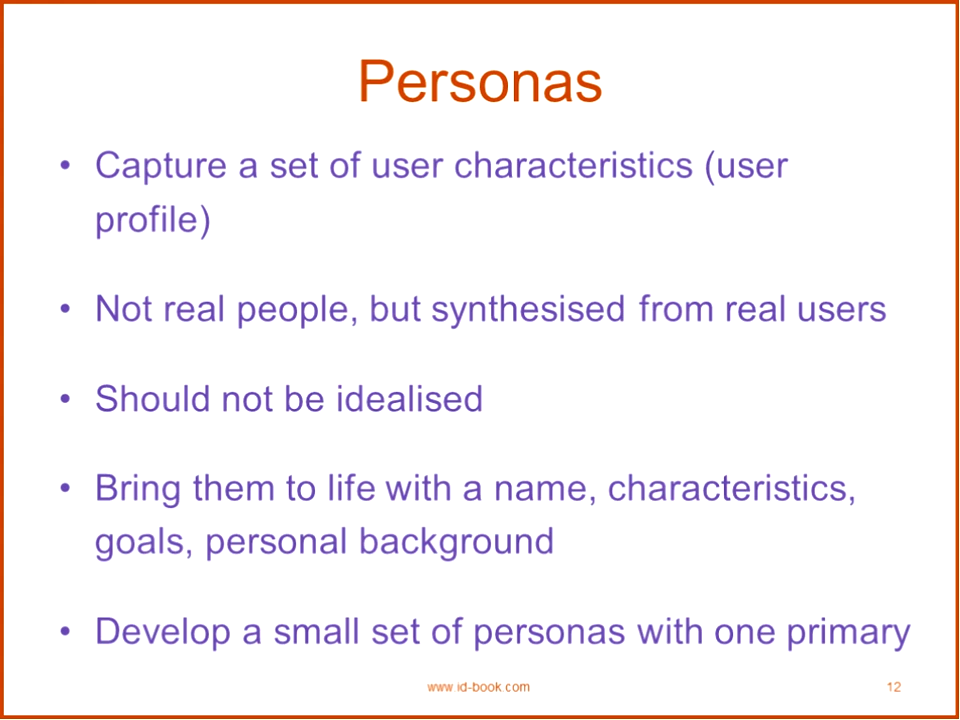 Personas
• Capture a set of user characteristics (user
profile)
• Not real people, but synthesised from real users
• Should not be idealised
• Bring them to life with a name, characteristics,
goals, personal background
• Develop a small set of personas with one primary
www.id-book.com
12